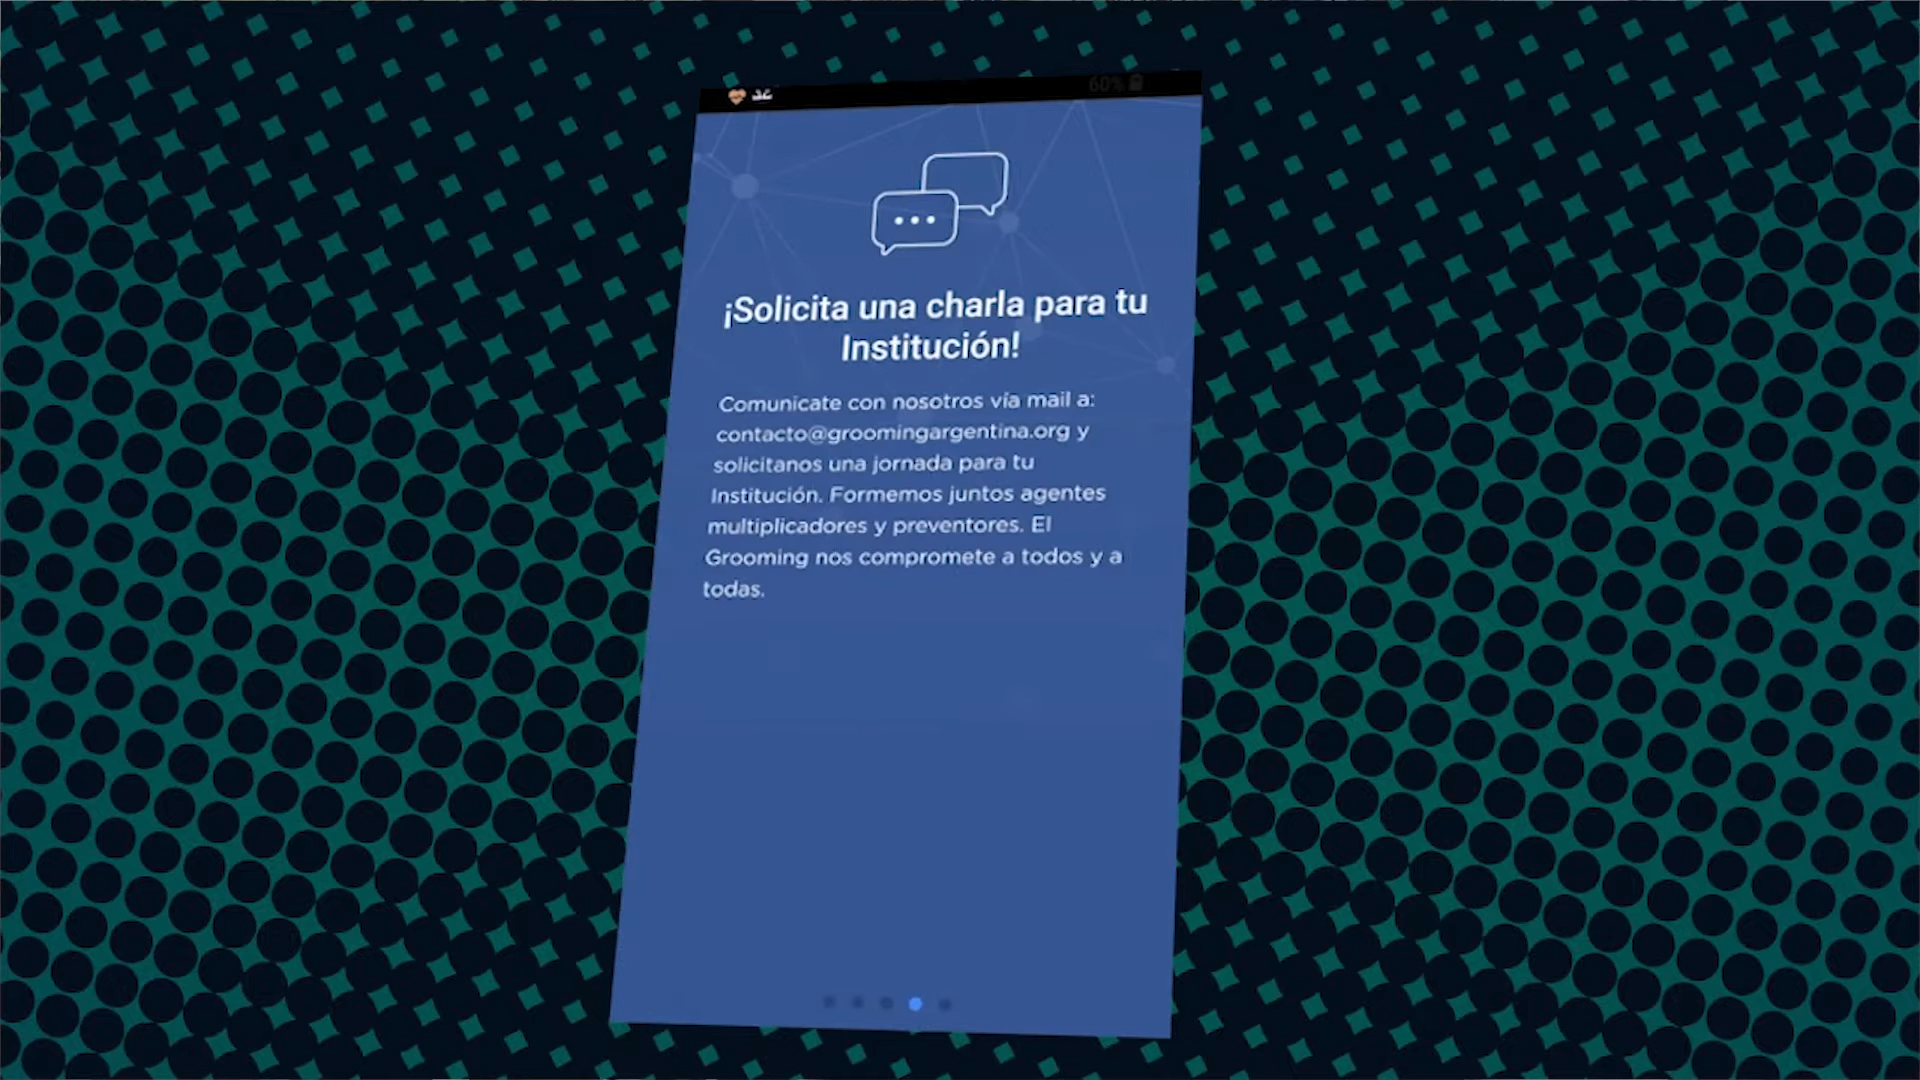 60%
¡Solicita una charla para tu
Institución!
Comunicate con nosotros vía mail a:
contacto@groomingargentina.org y
solicitanos una jornada para tu
Institución. Formemos juntos agentes
multiplicadores y preventores. El
Grooming nos compromete a todos y a
todas.